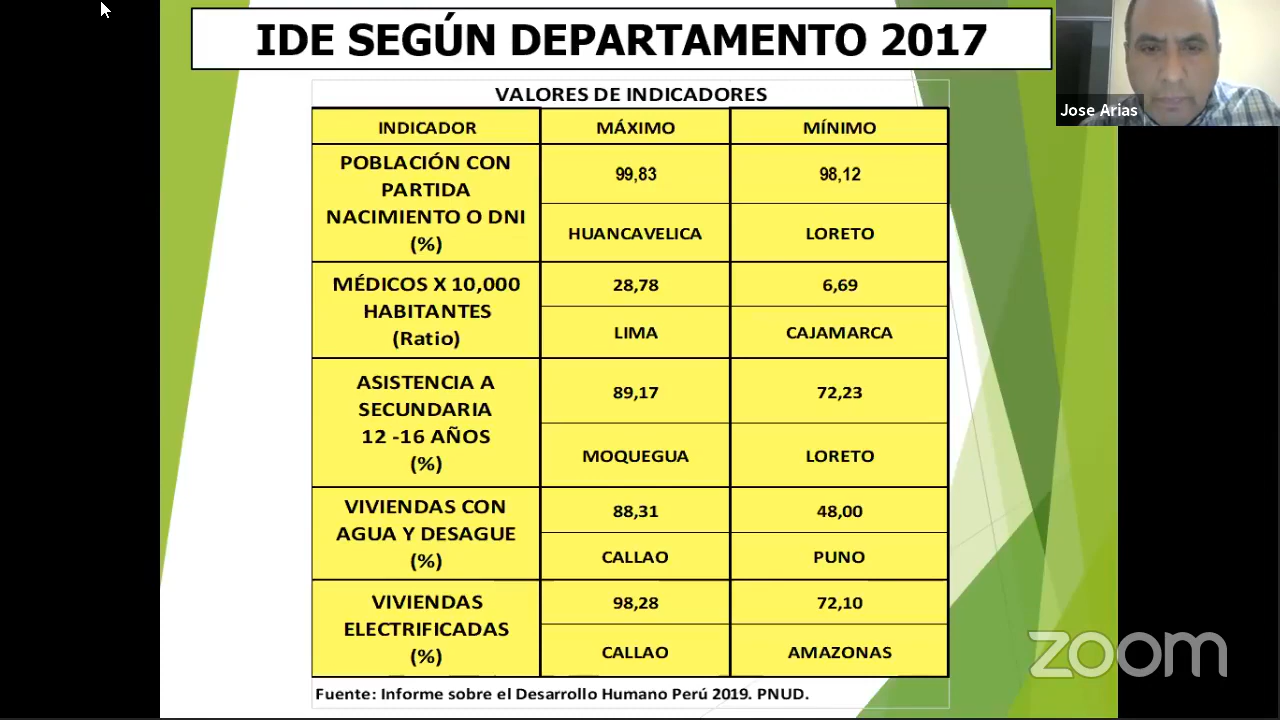 IDE SEGÚN DEPARTAMENTO 2017
Jose Arias
VALORES DE INDICADORES
INDICADOR MÁXIMO MÍNIMO
POBLACIÓN CON
PARTIDA
NACIMIENTO O DNI
(%)
99,83 98,12
HUANCAVELICA LORETO
MÉDICOS X 10,000
HABITANTES
(Ratio)
28,78 6,69
LIMA CAJAMARCA
ASISTENCIA A
SECUNDARIA
12 -16 AÑOS
(%)
89,17 72,23
MOQUEGUA LORETO
VIVIENDAS CON
AGUA Y DESAGUE
(%)
88,31 48,00
CALLAO PUNO
VIVIENDAS
ELECTRIFICADAS
(%)
98,28 72,10
CALLAO AMAZONAS
Fuente: Informe sobre el Desarrollo Humano Perú 2019. PNUD.
zoom